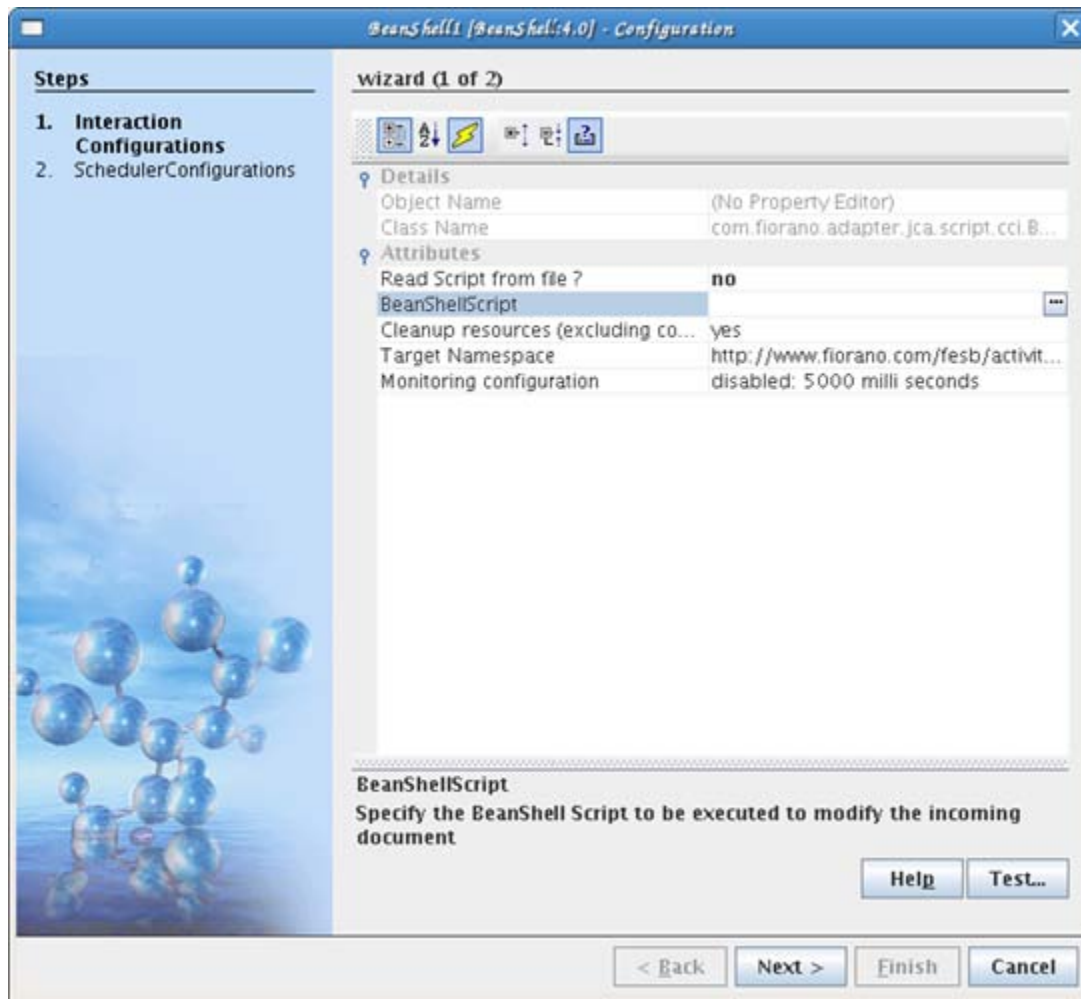 BeanShell1 [BeanShell:4.0] - Configuration
Steps
1. Interaction
Configurations
2. SchedulerConfigurations
wizard (1 of 2)
Details
Object Name (No Property Editor)
Class Name com.fiorano.adapter.jca.script.cci.B...
Attributes
Read Script from file ? no
BeanShellScript ...
Cleanup resources (excluding co... yes
Target Namespace http://www.fiorano.com/fesb/activit...
Monitoring configuration disabled: 5000 milli seconds
BeanShellScript
Specify the BeanShell Script to be executed to modify the incoming
document
Help Test...
< Back Next > Finish Cancel